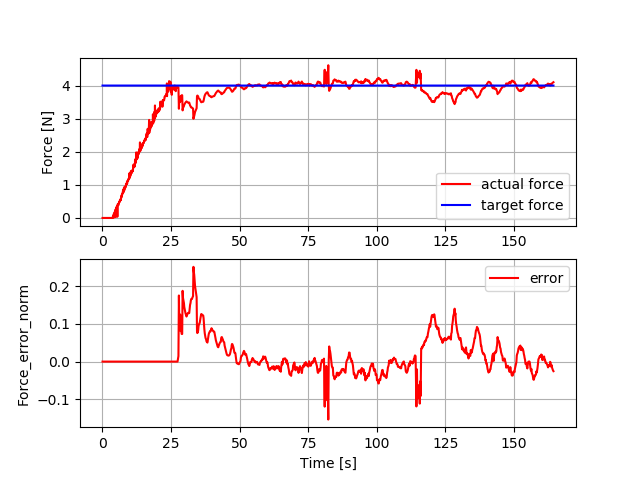 Force [N]
4
3
2
1
0
actual force
target force
0 25 50 75 100 125 150
Force_error_norm
0.2
0.1
0.0
−0.1
error
0 25 50 75 100 125 150
Time [s]